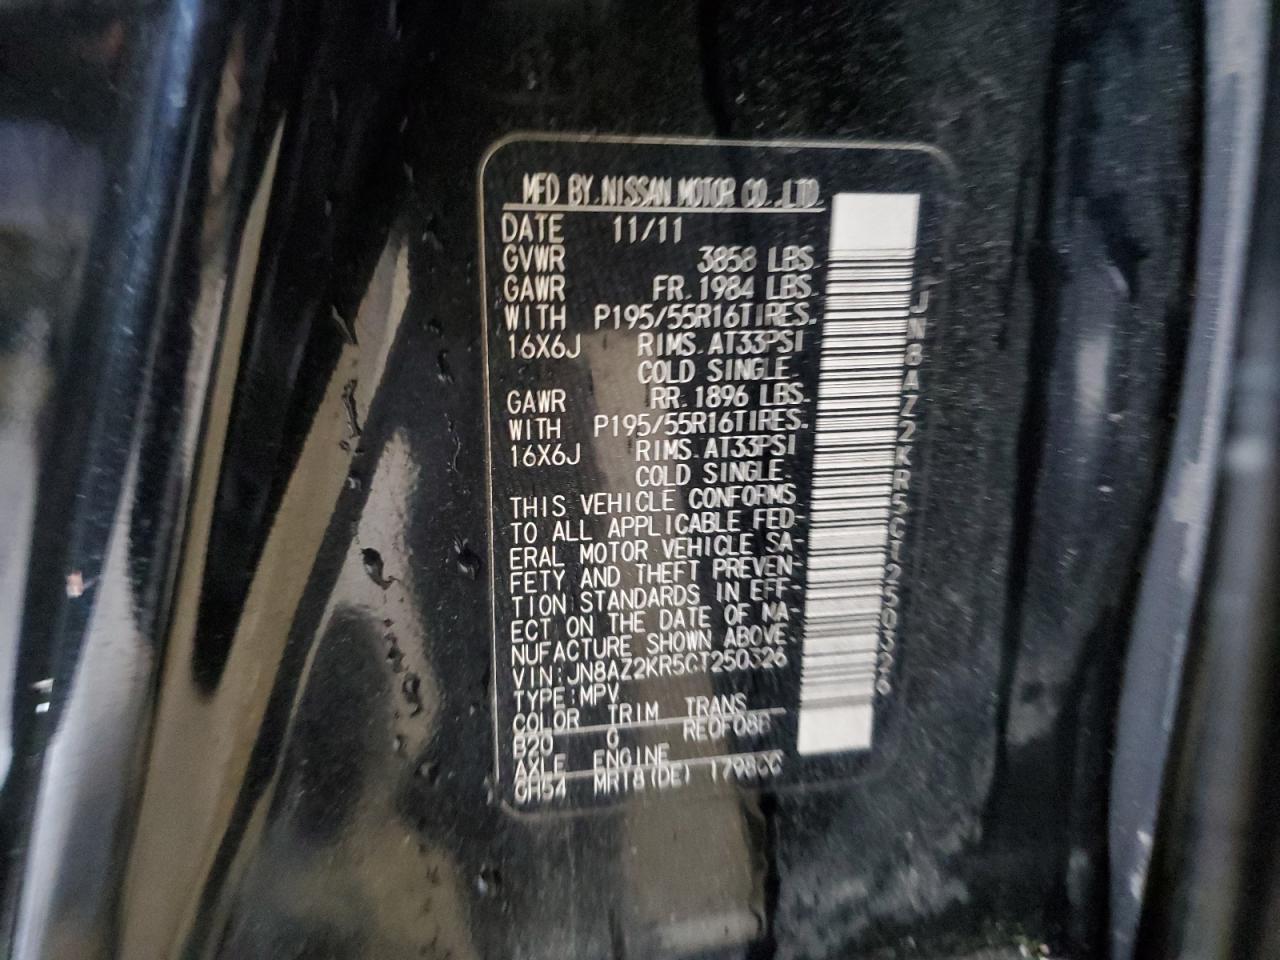 MFD BY.NISSAN MOTOR CO.,LTD.
DATE 11/11
GVWR 3858 LBS.
GAWR FR.1984 LBS.
WITH P195/55R16TIRES.
16X6J RIMS.AT33PSI
COLD SINGLE.
GAWR RR.1896 LBS.
WITH P195/55R16TIRES.
16X6J RIMS.AT33PSI
COLD SINGLE.
THIS VEHICLE CONFORMS
TO ALL APPLICABLE FED-
ERAL MOTOR VEHICLE SA-
FETY AND THEFT PREVEN-
TION STANDARDS IN EFF-
ECT ON THE DATE OF MA-
NUFACTURE SHOWN ABOVE
VIN:JN8AZ2KR5CT250326
TYPE:MPV
COLOR TRIM TRANS
B20 G RE0F08B
AXLE ENGINE
GH54 MR18(DE) 1798CC
JN8AZ2KR5CT250326